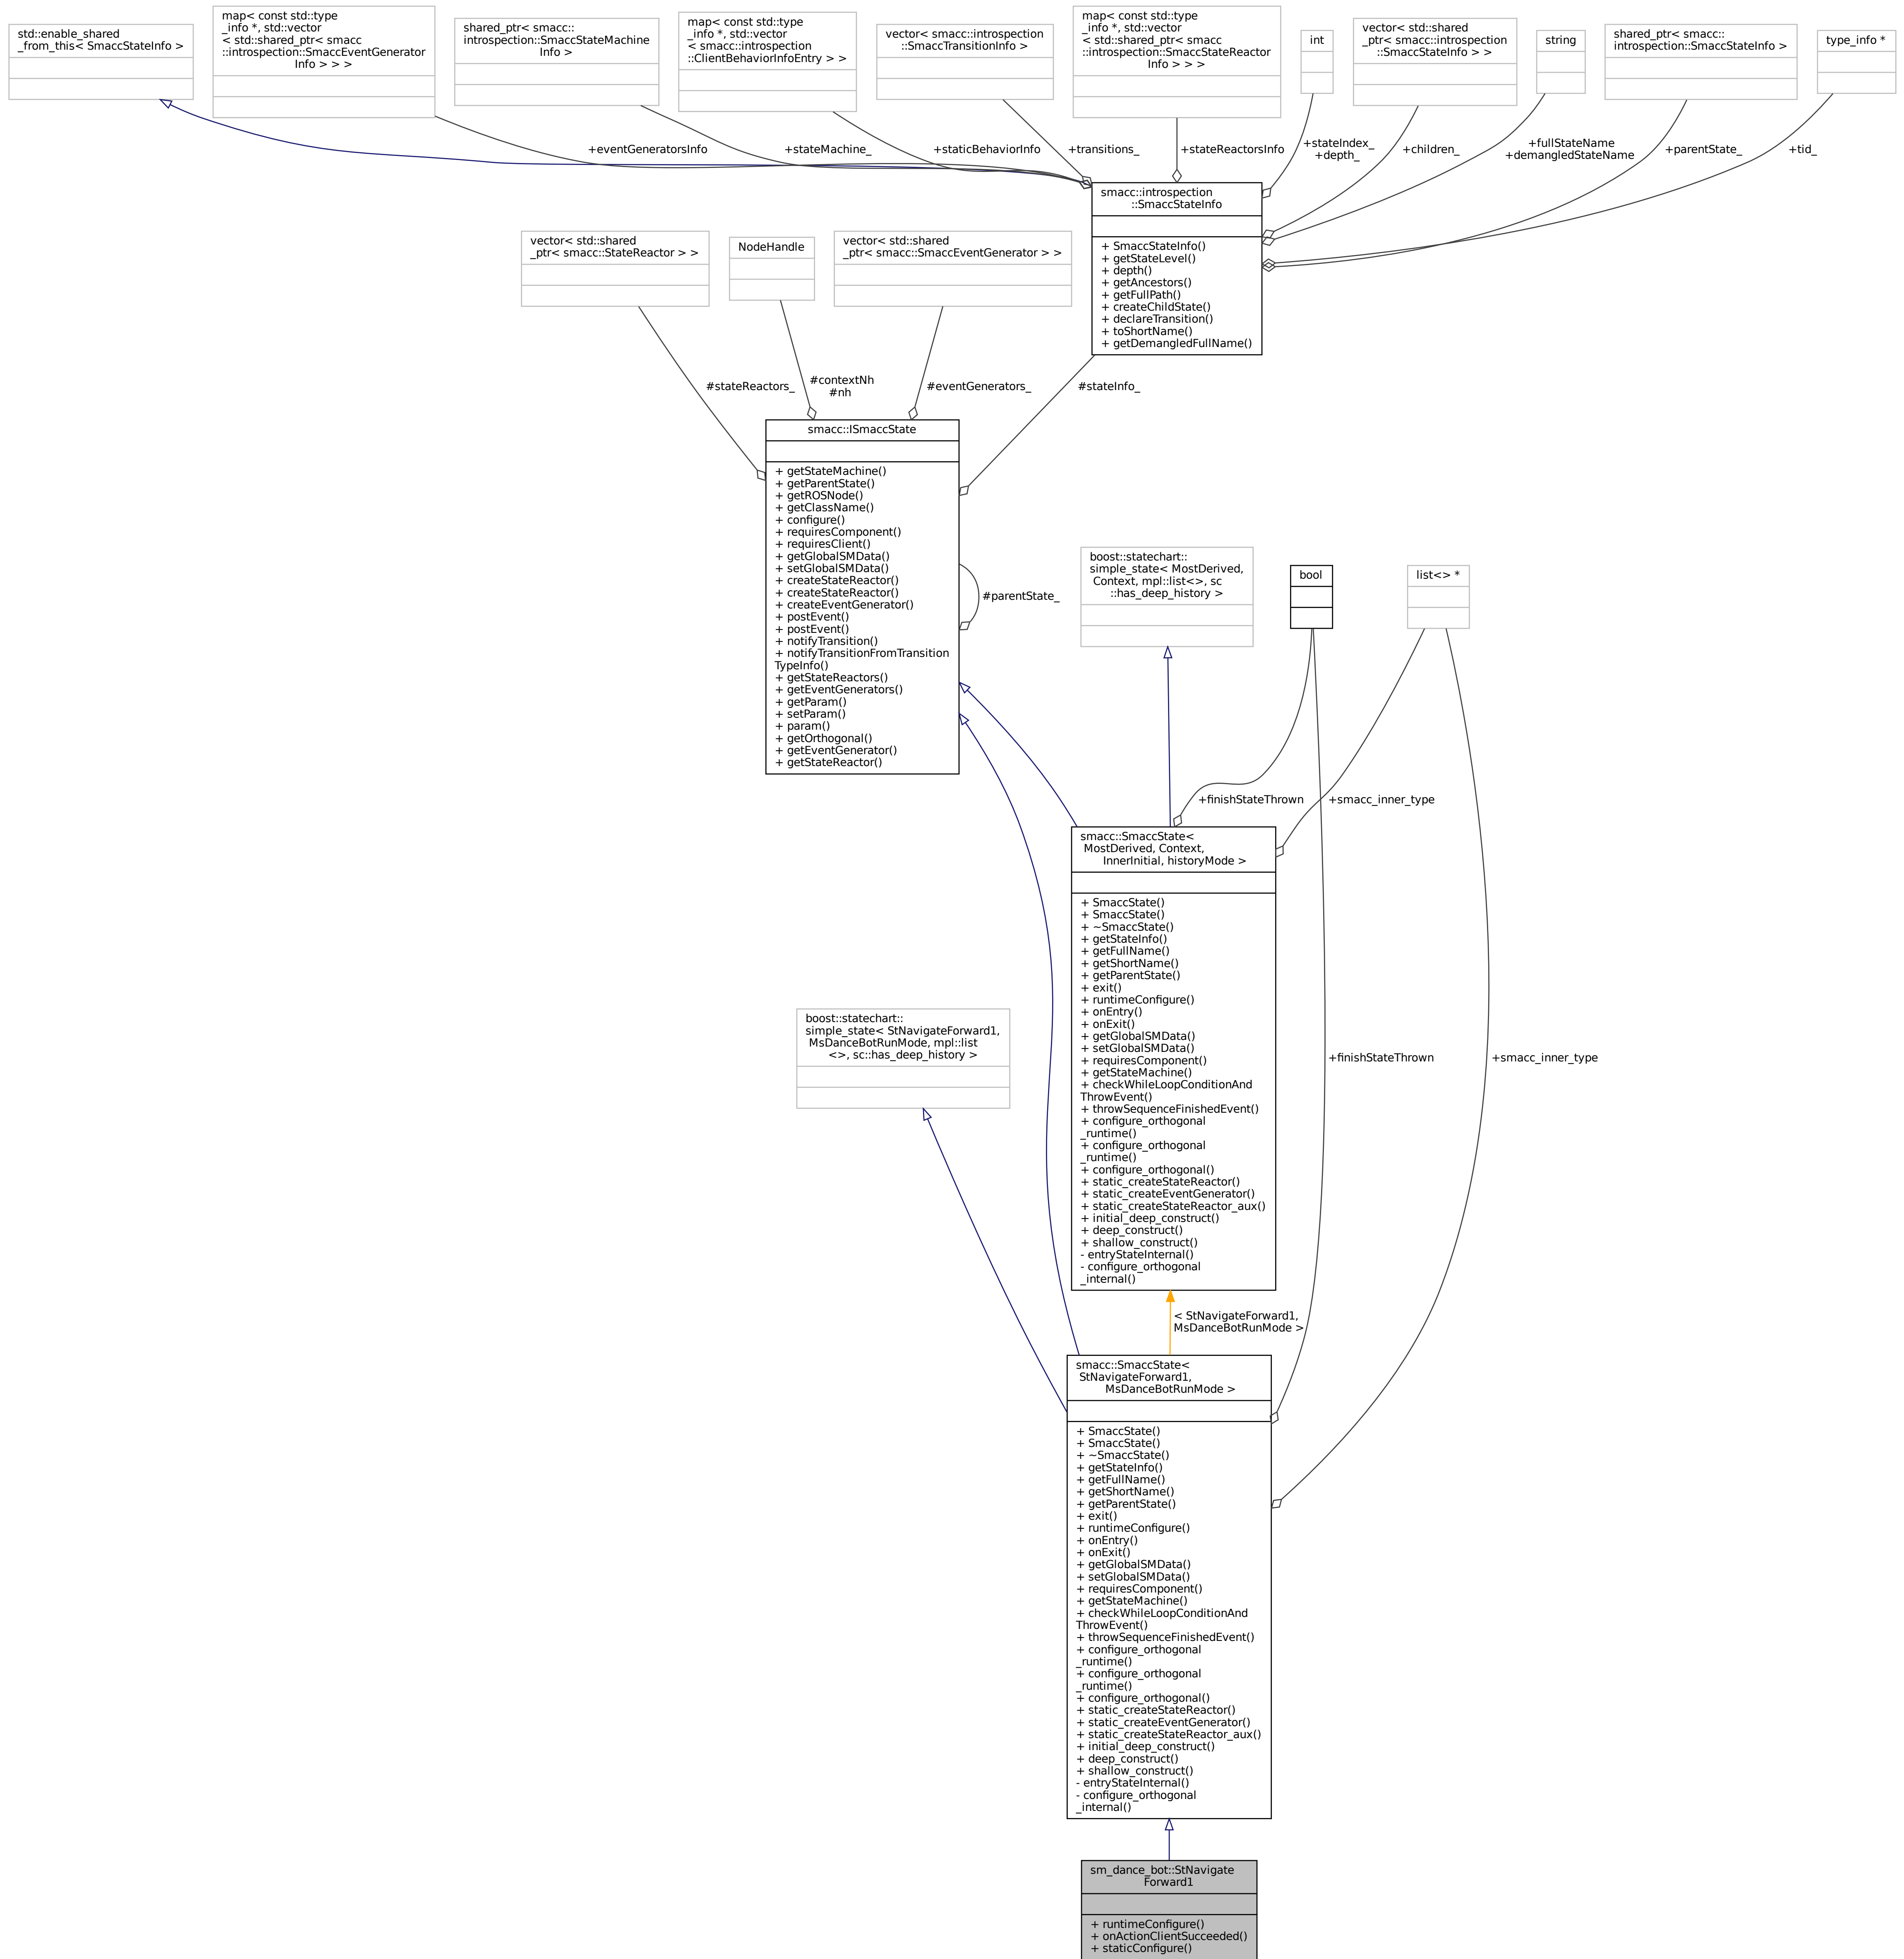 std::enable_shared
_from_this< SmaccStateInfo >
map< const std::type
_info *, std::vector
< std::shared_ptr< smacc
::introspection::SmaccEventGenerator
Info > > >
shared_ptr< smacc::
introspection::SmaccStateMachine
Info >
map< const std::type
_info *, std::vector
< smacc::introspection
::ClientBehaviorInfoEntry > >
vector< smacc::introspection
::SmaccTransitionInfo >
map< const std::type
_info *, std::vector
< std::shared_ptr< smacc
::introspection::SmaccStateReactor
Info > > >
int
vector< std::shared
_ptr< smacc::introspection
::SmaccStateInfo > >
string
shared_ptr< smacc::
introspection::SmaccStateInfo >
type_info *
+eventGeneratorsInfo
+stateMachine_
+staticBehaviorInfo
+transitions_
+stateReactorsInfo
+stateIndex_
+depth_
+children_
+fullStateName
+demangledStateName
+parentState_
+tid_
smacc::introspection
::SmaccStateInfo
+ SmaccStateInfo()
+ getStateLevel()
+ depth()
+ getAncestors()
+ getFullPath()
+ createChildState()
+ declareTransition()
+ toShortName()
+ getDemangledFullName()
vector< std::shared
_ptr< smacc::StateReactor > >
NodeHandle
vector< std::shared
_ptr< smacc::SmaccEventGenerator > >
#stateReactors_
#contextNh
#nh
#eventGenerators_
#stateInfo_
smacc::ISmaccState
+ getStateMachine()
+ getParentState()
+ getROSNode()
+ getClassName()
+ configure()
+ requiresComponent()
+ requiresClient()
+ getGlobalSMData()
+ setGlobalSMData()
+ createStateReactor()
+ createStateReactor()
+ createEventGenerator()
+ postEvent()
+ postEvent()
+ notifyTransition()
+ notifyTransitionFromTransition
TypeInfo()
+ getStateReactors()
+ getEventGenerators()
+ getParam()
+ setParam()
+ param()
+ getOrthogonal()
+ getEventGenerator()
+ getStateReactor()
#parentState_
boost::statechart::
simple_state< MostDerived,
Context, mpl::list<>, sc
::has_deep_history >
bool
list<> *
+finishStateThrown
+smacc_inner_type
smacc::SmaccState<
MostDerived, Context,
InnerInitial, historyMode >
+ SmaccState()
+ SmaccState()
+ ~SmaccState()
+ getStateInfo()
+ getFullName()
+ getShortName()
+ getParentState()
+ exit()
+ runtimeConfigure()
+ onEntry()
+ onExit()
+ getGlobalSMData()
+ setGlobalSMData()
+ requiresComponent()
+ getStateMachine()
+ checkWhileLoopConditionAnd
ThrowEvent()
+ throwSequenceFinishedEvent()
+ configure_orthogonal
_runtime()
+ configure_orthogonal
_runtime()
+ configure_orthogonal()
+ static_createStateReactor()
+ static_createEventGenerator()
+ static_createStateReactor_aux()
+ initial_deep_construct()
+ deep_construct()
+ shallow_construct()
- entryStateInternal()
- configure_orthogonal
_internal()
boost::statechart::
simple_state< StNavigateForward1,
MsDanceBotRunMode, mpl::list
<>, sc::has_deep_history >
+finishStateThrown
+smacc_inner_type
< StNavigateForward1,
MsDanceBotRunMode >
smacc::SmaccState<
StNavigateForward1,
MsDanceBotRunMode >
+ SmaccState()
+ SmaccState()
+ ~SmaccState()
+ getStateInfo()
+ getFullName()
+ getShortName()
+ getParentState()
+ exit()
+ runtimeConfigure()
+ onEntry()
+ onExit()
+ getGlobalSMData()
+ setGlobalSMData()
+ requiresComponent()
+ getStateMachine()
+ checkWhileLoopConditionAnd
ThrowEvent()
+ throwSequenceFinishedEvent()
+ configure_orthogonal
_runtime()
+ configure_orthogonal
_runtime()
+ configure_orthogonal()
+ static_createStateReactor()
+ static_createEventGenerator()
+ static_createStateReactor_aux()
+ initial_deep_construct()
+ deep_construct()
+ shallow_construct()
- entryStateInternal()
- configure_orthogonal
_internal()
sm_dance_bot::StNavigate
Forward1
+ runtimeConfigure()
+ onActionClientSucceeded()
+ staticConfigure()